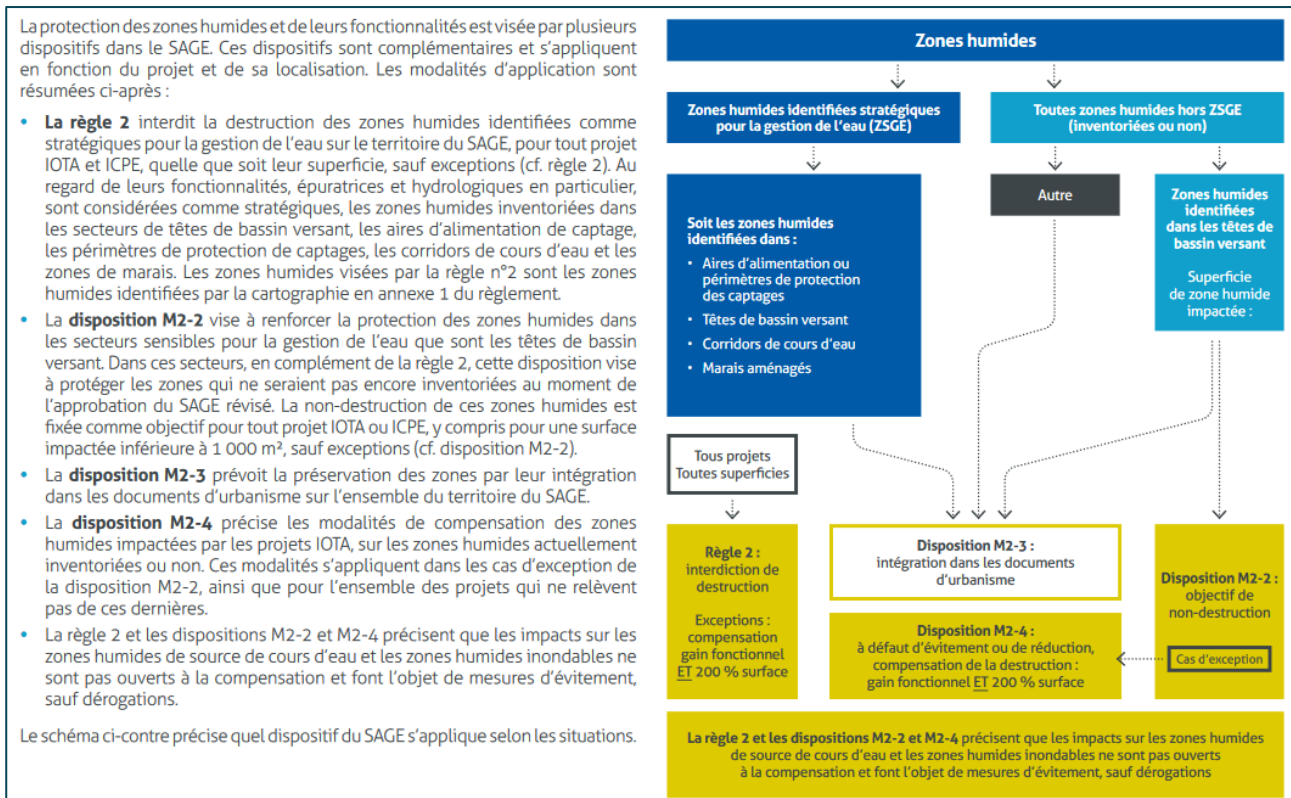 La protection des zones humides et de leurs fonctionnalités est visée par plusieurs
dispositifs dans le SAGE. Ces dispositifs sont complémentaires et s'appliquent
en fonction du projet et de sa localisation. Les modalités d'application sont
résumées ci-après :
• La règle 2 interdit la destruction des zones humides identifiées comme
stratégiques pour la gestion de l'eau sur le territoire du SAGE, pour tout projet
IOTA et ICPE, quelle que soit leur superficie, sauf exceptions (cf. règle 2). Au
regard de leurs fonctionnalités, épuratrices et hydrologiques en particulier,
sont considérées comme stratégiques, les zones humides inventoriées dans
les secteurs de têtes de bassin versant, les aires d'alimentation de captage,
les périmètres de protection de captages, les corridors de cours d'eau et les
zones de marais. Les zones humides visées par la règle n°2 sont les zones
humides identifiées par la cartographie en annexe 1 du règlement.
• La disposition M2-2 vise à renforcer la protection des zones humides dans
les secteurs sensibles pour la gestion de l'eau que sont les têtes de bassin
versant. Dans ces secteurs, en complément de la règle 2, cette disposition vise
à protéger les zones qui ne seraient pas encore inventoriées au moment de
l'approbation du SAGE révisé. La non-destruction de ces zones humides est
fixée comme objectif pour tout projet IOTA ou ICPE, y compris pour une surface
impactée inférieure à 1 000 m², sauf exceptions (cf. disposition M2-2).
• La disposition M2-3 prévoit la préservation des zones par leur intégration
dans les documents d'urbanisme sur l'ensemble du territoire du SAGE.
• La disposition M2-4 précise les modalités de compensation des zones
humides impactées par les projets IOTA, sur les zones humides actuellement
inventoriées ou non. Ces modalités s'appliquent dans les cas d'exception de
la disposition M2-2, ainsi que pour l'ensemble des projets qui ne relèvent
pas de ces dernières.
• La règle 2 et les dispositions M2-2 et M2-4 précisent que les impacts sur les
zones humides de source de cours d'eau et les zones humides inondables ne
sont pas ouverts à la compensation et font l'objet de mesures d'évitement,
sauf dérogations.
Le schéma ci-contre précise quel dispositif du SAGE s'applique selon les situations.
Zones humides
Zones humides identifiées stratégiques
pour la gestion de l'eau (ZSGE)
Toutes zones humides hors ZSGE
(inventoriées ou non)
Soit les zones humides
identifiées dans :
• Aires d'alimentation ou
périmètres de protection
des captages
• Têtes de bassin versant
• Corridors de cours d'eau
• Marais aménagés
Autre
Zones humides
identifiées
dans les têtes de
bassin versant
Superficie
de zone humide
impactée :
Tous projets
Toutes superficies
Règle 2 :
interdiction de
destruction
Exceptions :
compensation
gain fonctionnel
ET 200 % surface
Disposition M2-3 :
intégration dans les documents
d'urbanisme
Disposition M2-4 :
à défaut d'évitement ou de réduction,
compensation de la destruction :
gain fonctionnel ET 200 % surface
Disposition M2-2 :
objectif de
non-destruction
Cas d'exception
La règle 2 et les dispositions M2-2 et M2-4 précisent que les impacts sur les zones humides
de source de cours d'eau et les zones humides inondables ne sont pas ouverts
à la compensation et font l'objet de mesures d'évitement, sauf dérogations